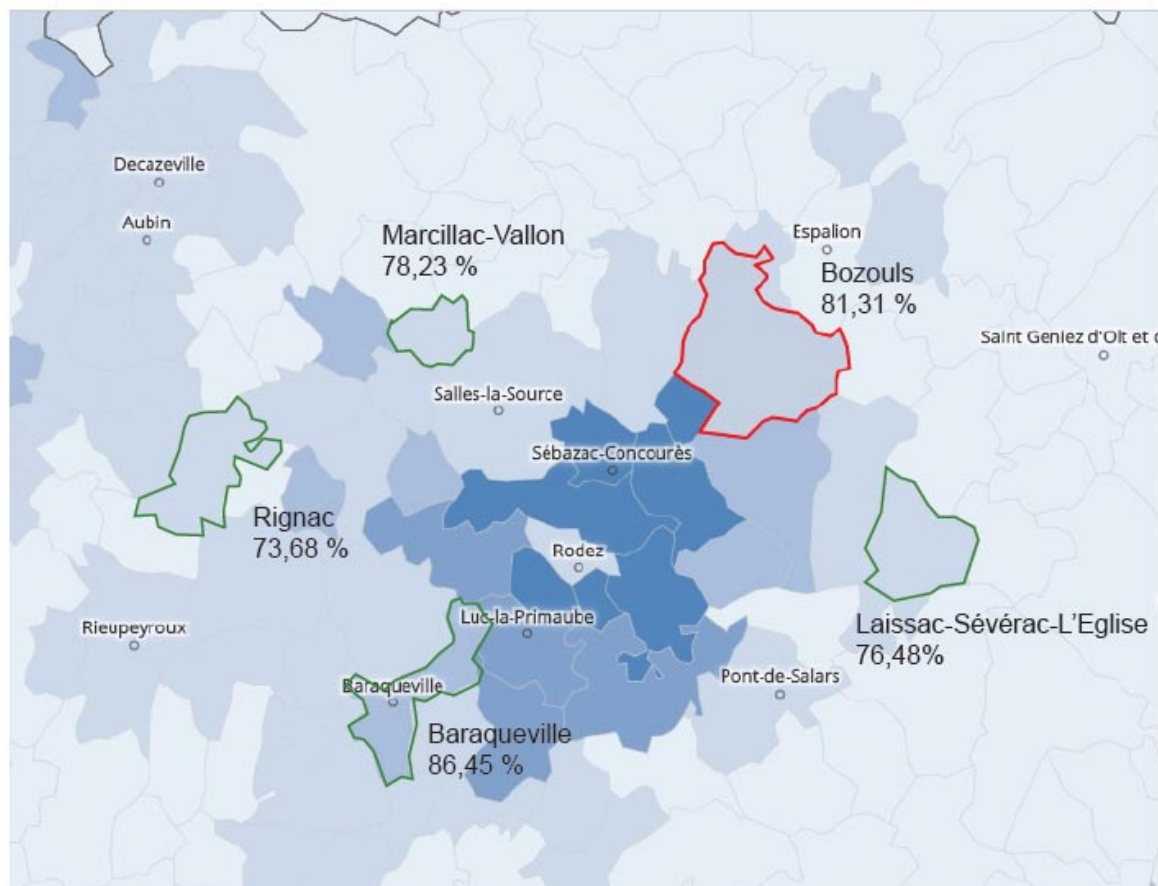 Decazeville
Aubin
Marcillac-Vallon
78,23 %
Espalion
Bozouls
81,31 %
Saint Geniez d'Olt et d
Salles-la-Source
Sébazac-Concourès
Rignac
73,68 %
Rodez
Luc-la-Primaube
Rieupeyroux
Laissac-Sévérac-L'Eglise
76,48%
Pont-de-Salars
Baraqueville
Baraqueville
86,45 %